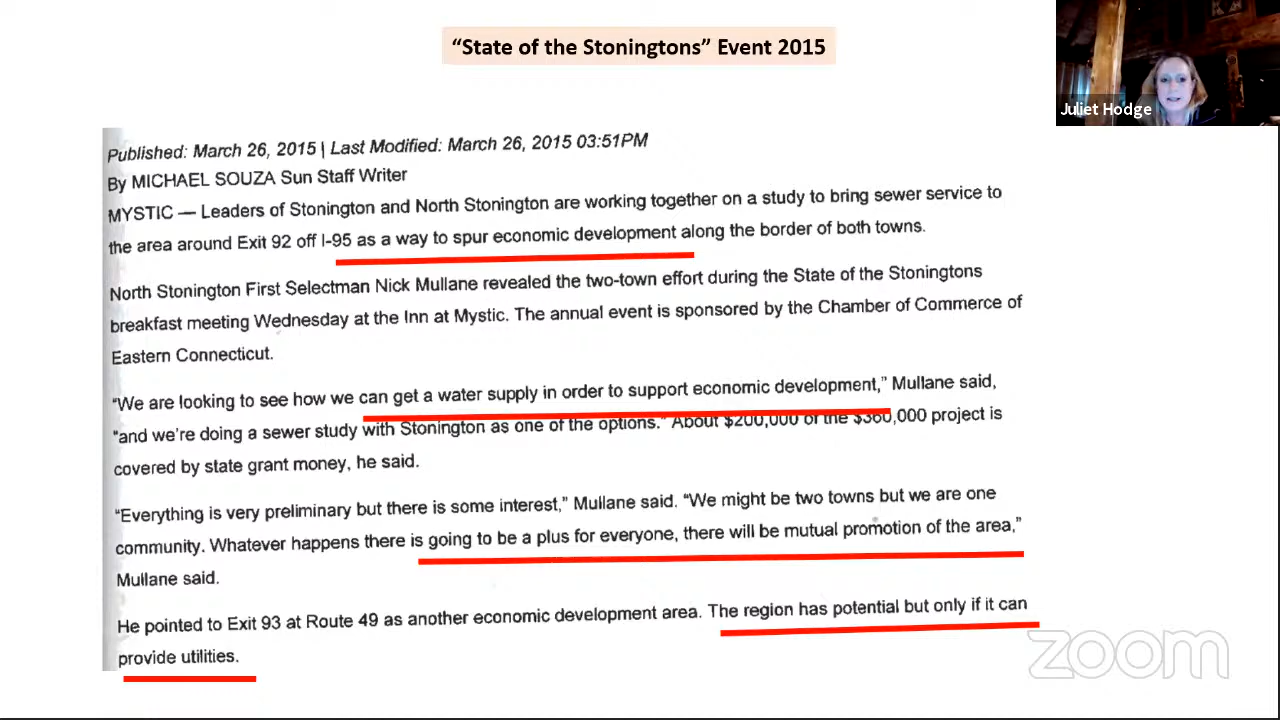 “State of the Stoningtons” Event 2015
Juliet Hodge
Published: March 26, 2015 | Last Modified: March 26, 2015 03:51PM
By MICHAEL SOUZA Sun Staff Writer
MYSTIC — Leaders of Stonington and North Stonington are working together on a study to bring sewer service to
the area around Exit 92 off I-95 as a way to spur economic development along the border of both towns.
North Stonington First Selectman Nick Mullane revealed the two-town effort during the State of the Stoningtons
breakfast meeting Wednesday at the Inn at Mystic. The annual event is sponsored by the Chamber of Commerce of
Eastern Connecticut.
“We are looking to see how we can get a water supply in order to support economic development,” Mullane said,
“and we’re doing a sewer study with Stonington as one of the options.” About $200,000 of the $360,000 project is
covered by state grant money, he said.
“Everything is very preliminary but there is some interest,” Mullane said. “We might be two towns but we are one
community. Whatever happens there is going to be a plus for everyone, there will be mutual promotion of the area,”
Mullane said.
He pointed to Exit 93 at Route 49 as another economic development area. The region has potential but only if it can
provide utilities.
zoom